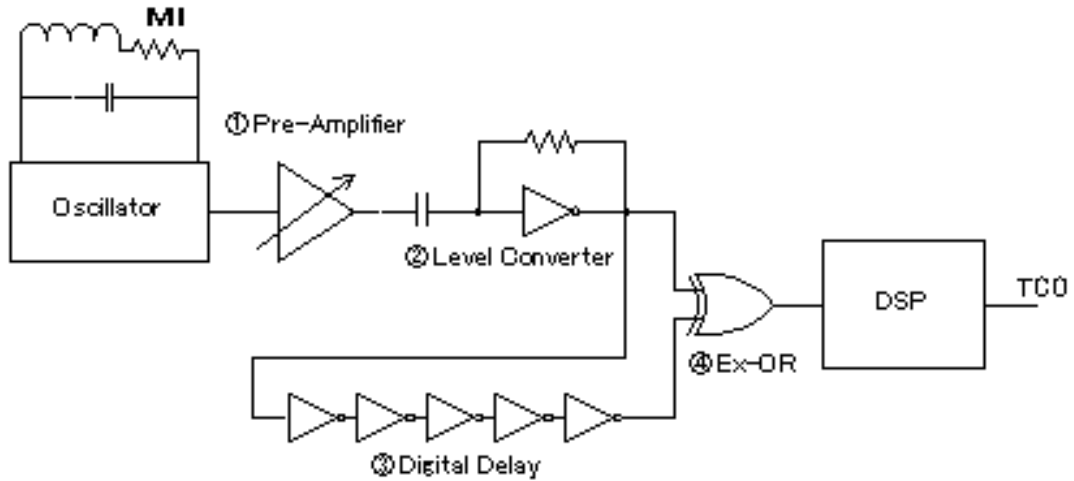 MI
①Pre-Amplifier
Oscillator
②Level Converter
DSP
TCO
④Ex-OR
③Digital Delay